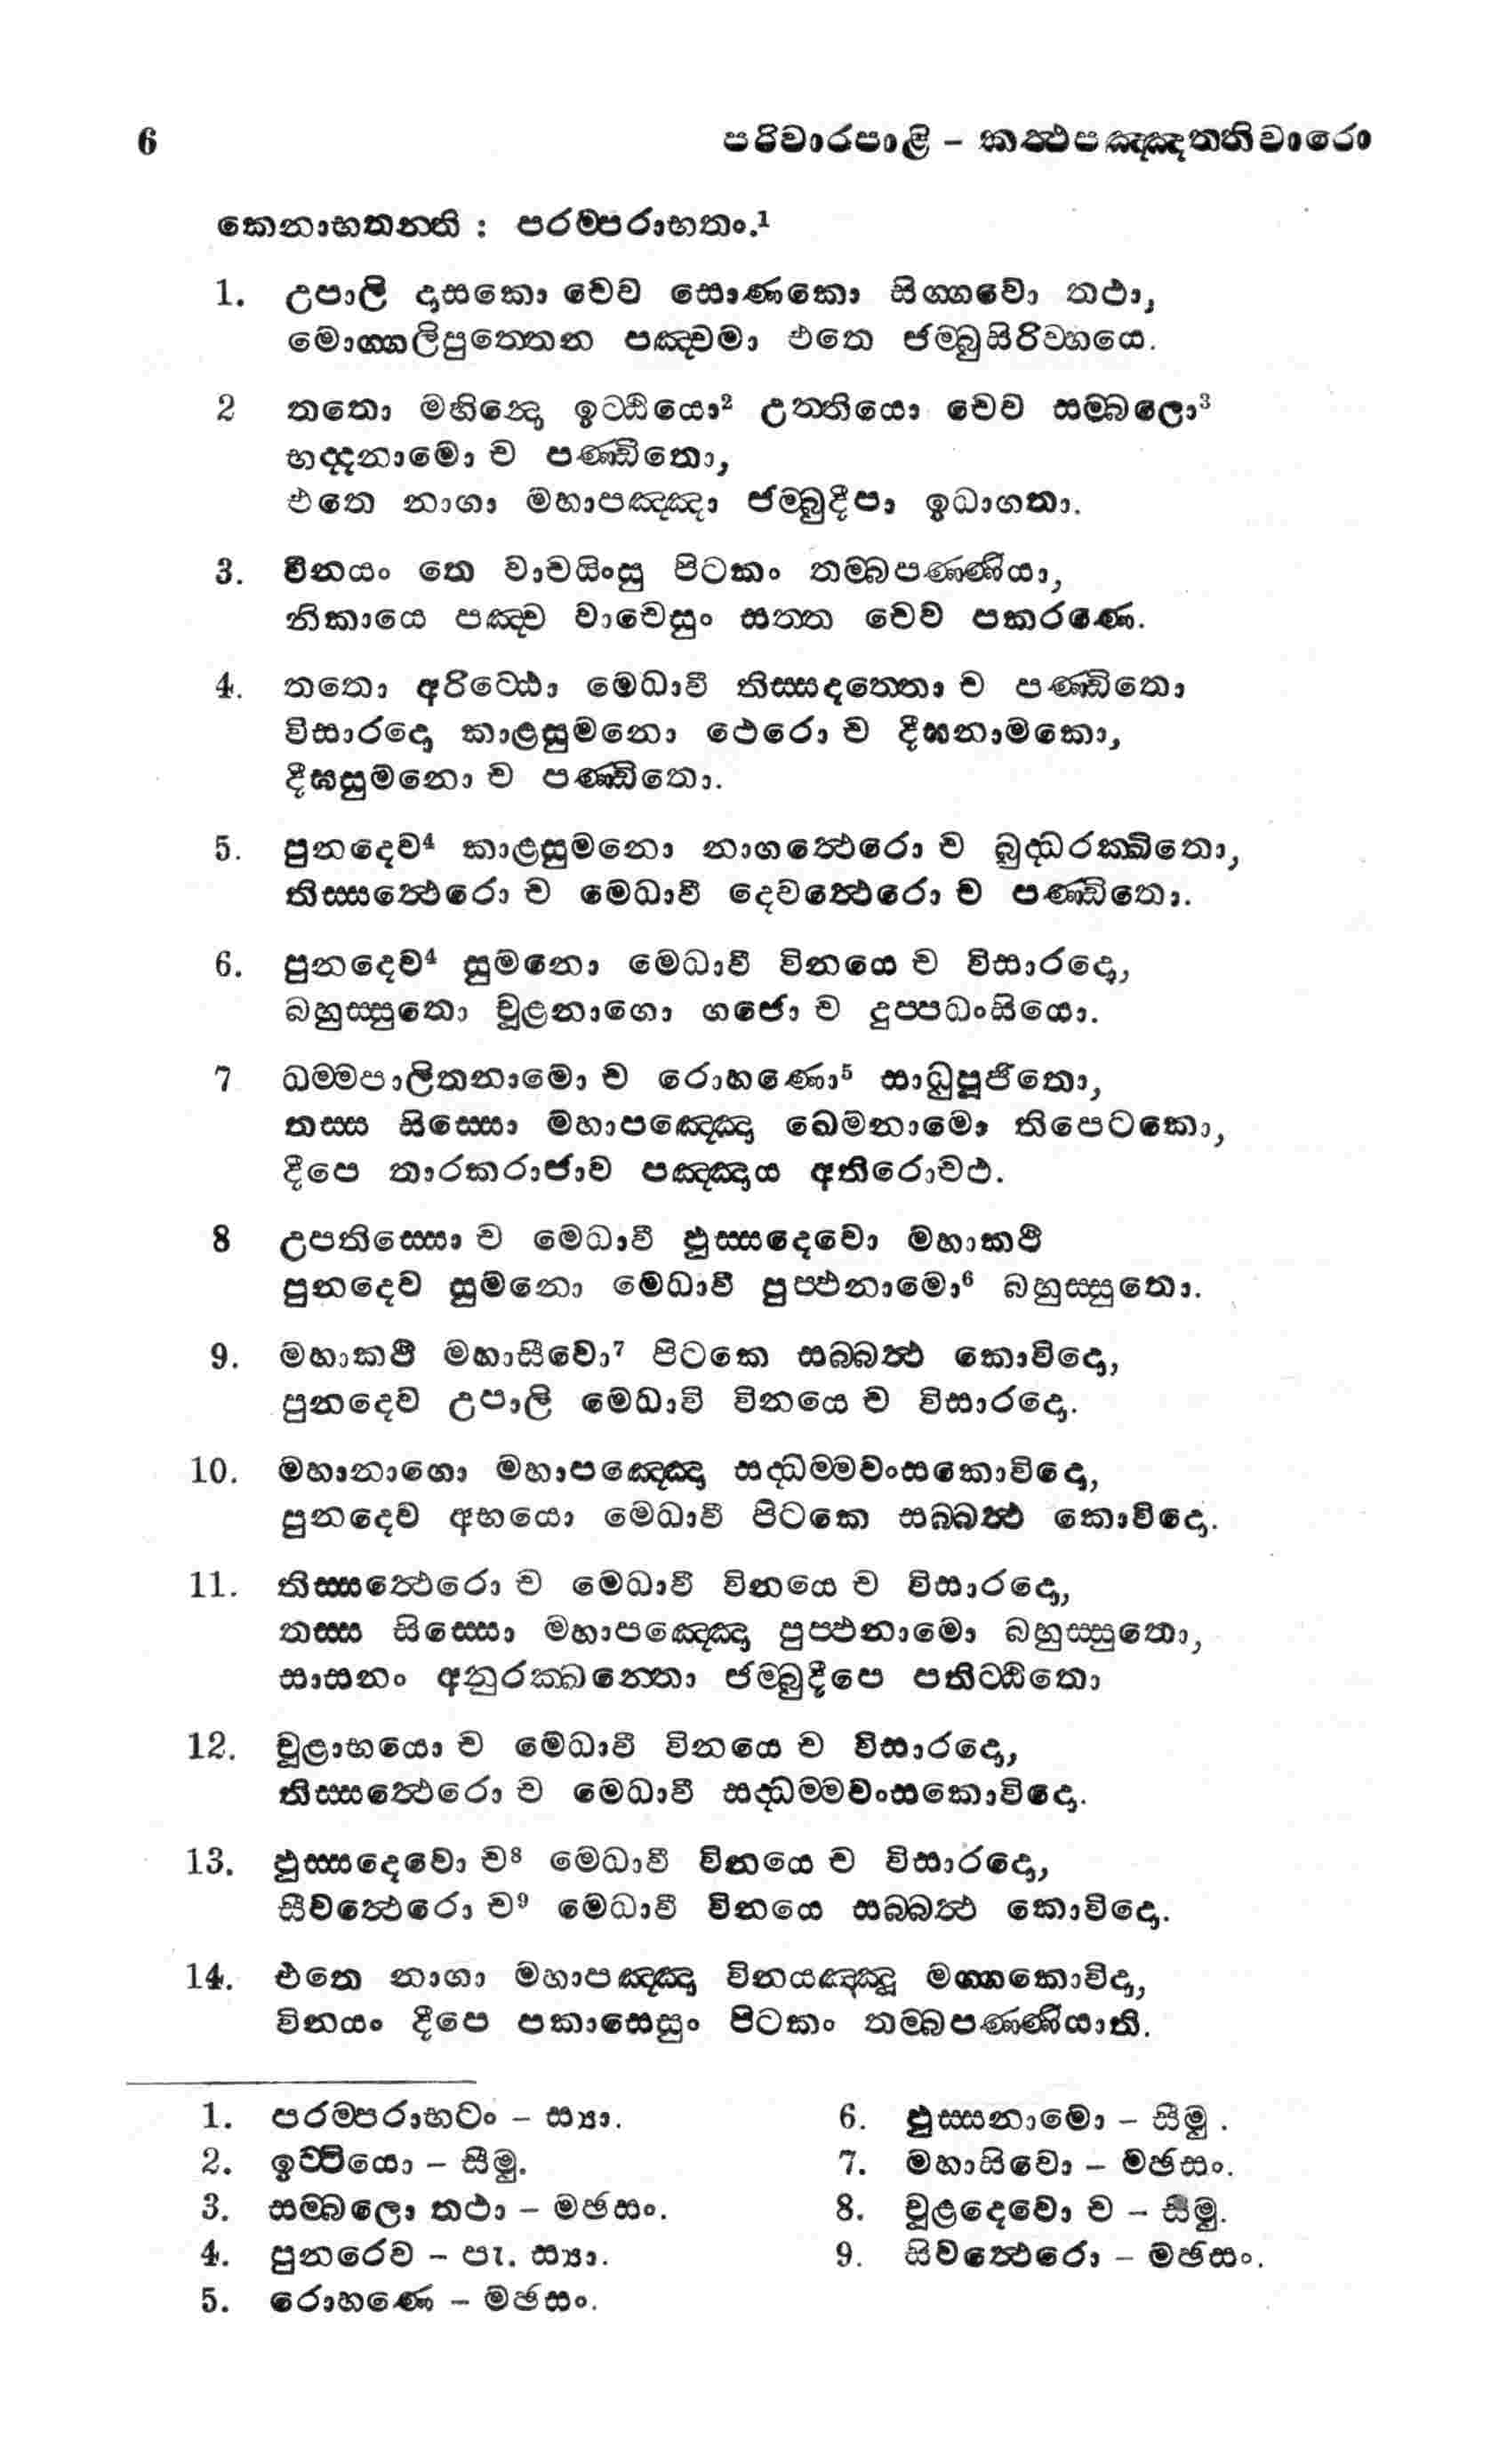 6 පරිවාරපාළි – කත්‍ථපඤ්ඤත්තිවාරො
කෙනාභතන්ති : පරම්පරාභතං.1
1. උපාලි දාසකො චෙව සොණකො සිග්ගවො තථා,
මොග්ගලිපුත්තෙන පඤ්චමා එතෙ ජම්බුසිරිව්හයෙ.
2 තතො මහින්‍දො ඉට්ඨියො2 උත්තියො චෙව සම්බලො3
භද්දනාමො ච පණ්ඩිතො,
එතෙ නාගා මහාපඤ්ඤා ජම්බුදීපා ඉධාගතා.
3. විනයං තෙ වාචයිංසු පිටකං තම්බපණ්ණියා,
නිකායෙ පඤ්ච වාචෙසුං සත්ත චෙව පකරණෙ.
4. තතො අරිට්ඨො මෙධාවී තිස්සදත්තො ච පණ්ඩිතො
විසාරදො කාළසුමනො ථෙරො ච දීඝනාමකො,
දීඝසුමනො ච පණ්ඩිතො.
5. පුනදෙව4 කාළසුමනො නාගත්‍ථෙරො ච බුද්ධරක්ඛිතො,
තිස්සත්‍ථෙරො ච මෙධාවී දෙවත්‍ථෙරො ච පණ්ඩිතො.
6. පුනදෙව4 සුමනො මෙධාවී විනයෙ ච විසාරදො,
බහුස්සුතො චූළනාගො ගජො ච දුප්පධංසියො.
7 ධම්මපාලිතනාමො ච රොහණො5 සාධුපූජිතො,
තස්ස සිස්සො මහාපඤ්ඤො ඛෙමනාමො තිපෙටකො,
දීපෙ තාරකරාජාව පඤ්ඤාය අතිරොචථ.
8 උපතිස්සො ච මෙධාවී ඵුස්සදෙවො මහාකථී
පුනදෙව සුමනො මෙධාවී පුප්ඵනාමො6 බහුස්සුතො.
9. මහාකථී මහාසීවො7 පිටකෙ සබ්බත්‍ථ කොවිදො,
පුනදෙව උපාලි මෙධාවි විනයෙ ච විසාරදො.
10. මහානාගො මහාපඤ්ඤො සද්ධම්මවංසකොවිදො,
පුනදෙව අභයො මෙධාවී පිටකෙ සබ්බත්‍ථ කොවිදො.
11. තිස්සත්‍ථෙරො ච මෙධාවී විනයෙ ච විසාරදො,
තස්ස සිස්සො මහාපඤ්ඤො පුප්ඵනාමො බහුස්සුතො,
සාසනං අනුරක්ඛන්තො ජම්බුදීපෙ පතිට්ඨිතො
12. චූළාභයො ච මෙධාවී විනයෙ ච විසාරදො,
තිස්සත්‍ථෙරො ච මෙධාවී සද්ධම්මවංසකොවිදො.
13. ඵුස්සදෙවො ච8 මෙධාවී විනයෙ ච විසාරදො,
සීවත්‍ථෙරො ච9 මෙධාවී විනයෙ සබ්බත්‍ථ කොවිදො.
14. එතෙ නාගා මහාපඤ්ඤා විනයඤ්ඤූ මග්ගකොවිදා,
විනයං දීපෙ පකාසෙසුං පිටකං තම්බපණ්ණියාති.
1. පරම්පරාභටං – ස්‍යා.
2. ඉට්ටියො – සීමු.
3. සම්බලො තථා – මඡසං.
4. පුනරෙව – පා. ස්‍යා.
5. රොහණෙ – මඡසං.
6. ඵුස්සනාමො – සීමු .
7. මහාසිවො – මඡසං.
8. චූළදෙවො ච – සීමු.
9. සිවත්‍ථෙරො – මඡසං.